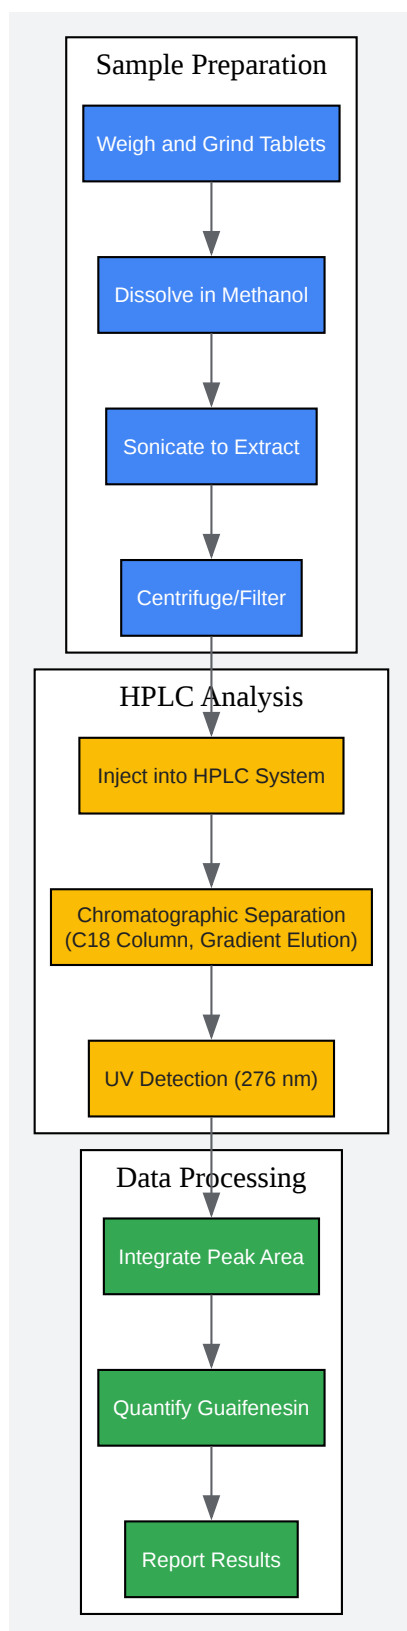 Sample Preparation
Weigh and Grind Tablets
Dissolve in Methanol
Sonicate to Extract
Centrifuge/Filter
HPLC Analysis
Inject into HPLC System
Chromatographic Separation
(C18 Column, Gradient Elution)
UV Detection (276 nm)
Data Processing
Integrate Peak Area
Quantify Guaifenesin
Report Results